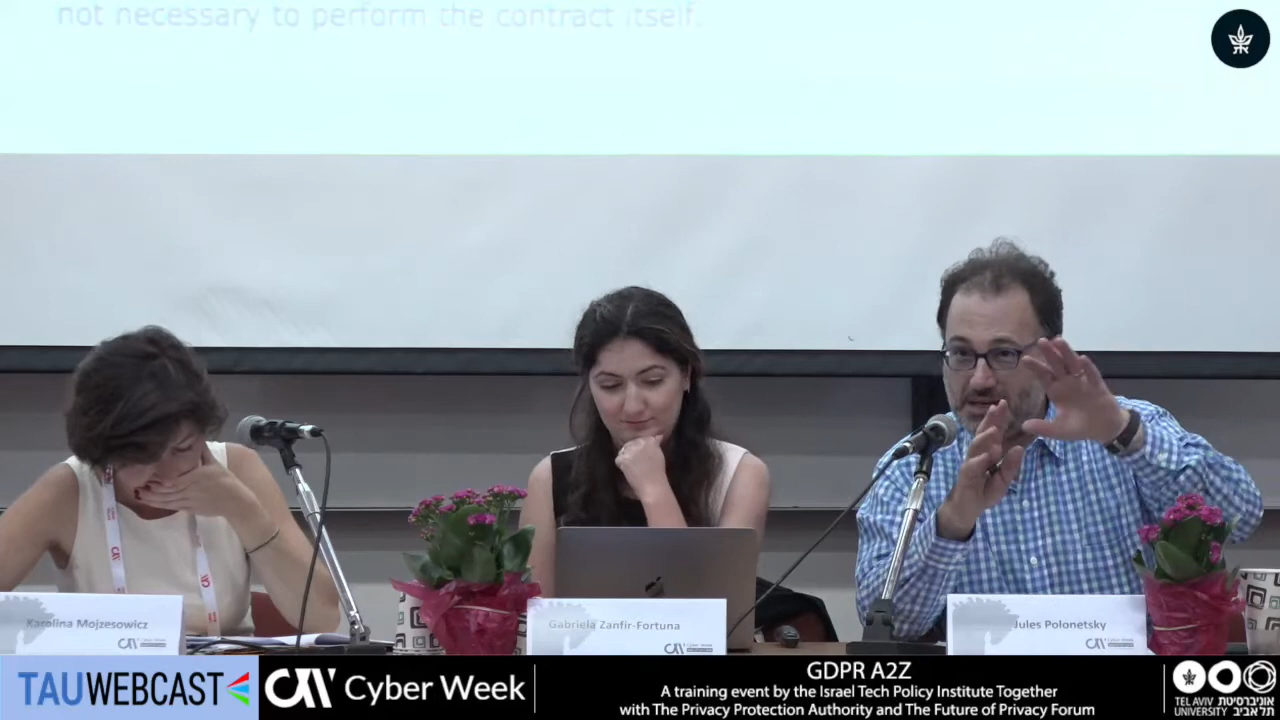 not necessary to perform the contract itself.
Karolina Mojzesowicz
Gabriela Zanfir-Fortuna
Jules Polonetsky
TAUWEBCAST
Cyber Week
GDPR A2Z
A training event by the Israel Tech Policy Institute Together
with The Privacy Protection Authority and The Future of Privacy Forum
TEL AVIV אוניברסיטת
UNIVERSITY תל אביב